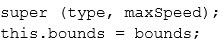 super (type, maxSpeed);
this.bounds = bounds;